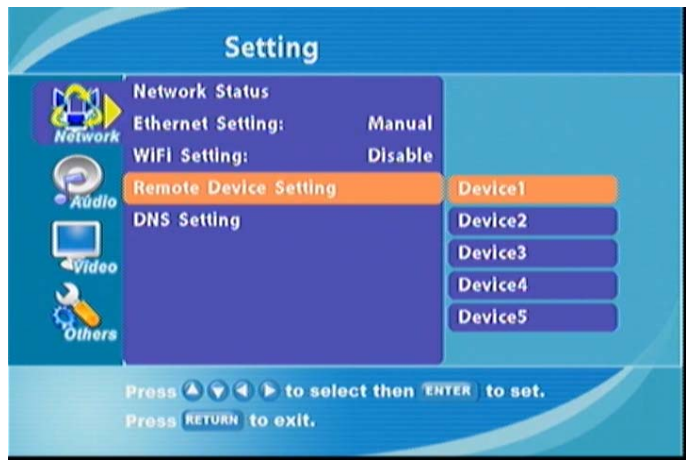 Setting
Network
Audio
Video
Others
Network Status
Ethernet Setting: Manual
WiFi Setting: Disable
Remote Device Setting
DNS Setting
Device1
Device2
Device3
Device4
Device5
Press to select then ENTER to set.
Press RETURN to exit.